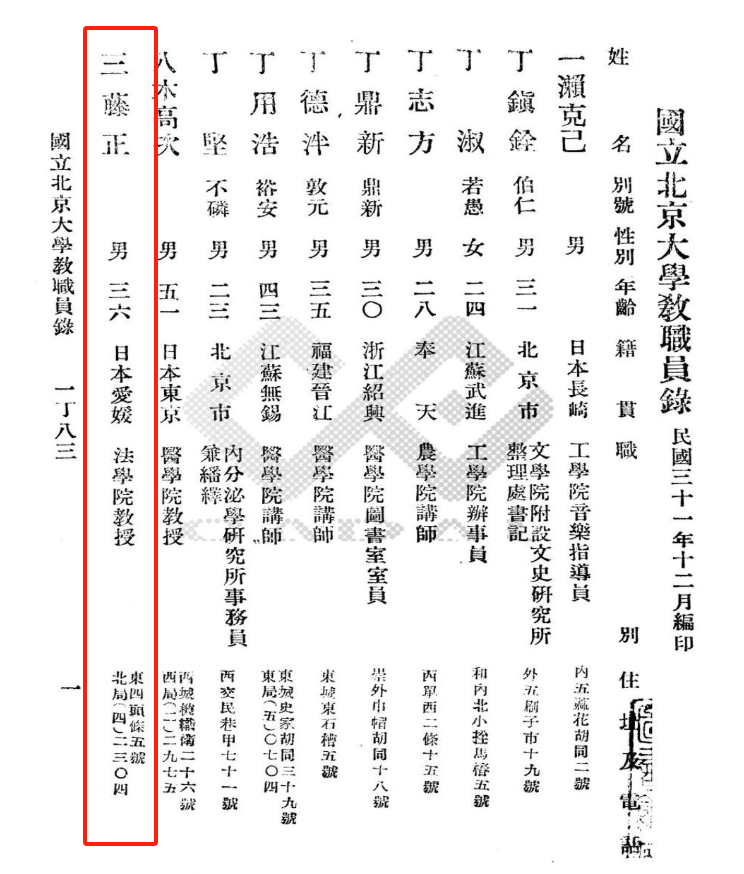 國立北京大學敎職員錄 民國三十一年十二月編印
姓名 別號 性別 年齡 籍貫 職別 住址及電話
一瀨克己 男 日本長崎 工學院音樂指導員 內五藏花胡同二號
丁鎭銓 伯仁 男 三一 北京市 文學院附設文史硏究所整理處書記 外五刷子市十九號
丁淑 若愚 女 二四 江蘇武進 工學院辦事員 和內北小拴馬樁五號
丁志方 男 二八 奉天 農學院講師 西單西二條十五號
丁鼎新 鼎新 男 三〇 浙江紹興 醫學院圖書室室員 崇外巾帽胡同十八號
丁德泮 敦元 男 三五 福建晉江 醫學院講師 東城東石槽五號
丁用浩 裕安 男 四三 江蘇無錫 醫學院講師 東城史家胡同三十九號 東局(五)〇七〇四
丁堅 不磷 男 二三 北京市 內分泌學硏究所事務員兼繙繹 西交民巷甲七十一號
八木高次 男 五一 日本東京 醫學院敎授 西城機織衛二十六號 西局(二)二九七五
三藤正 男 三六 日本愛媛 法學院敎授 東四頭條五號 北局(四)二三〇四
國立北京大學敎職員錄 一丁八三
一